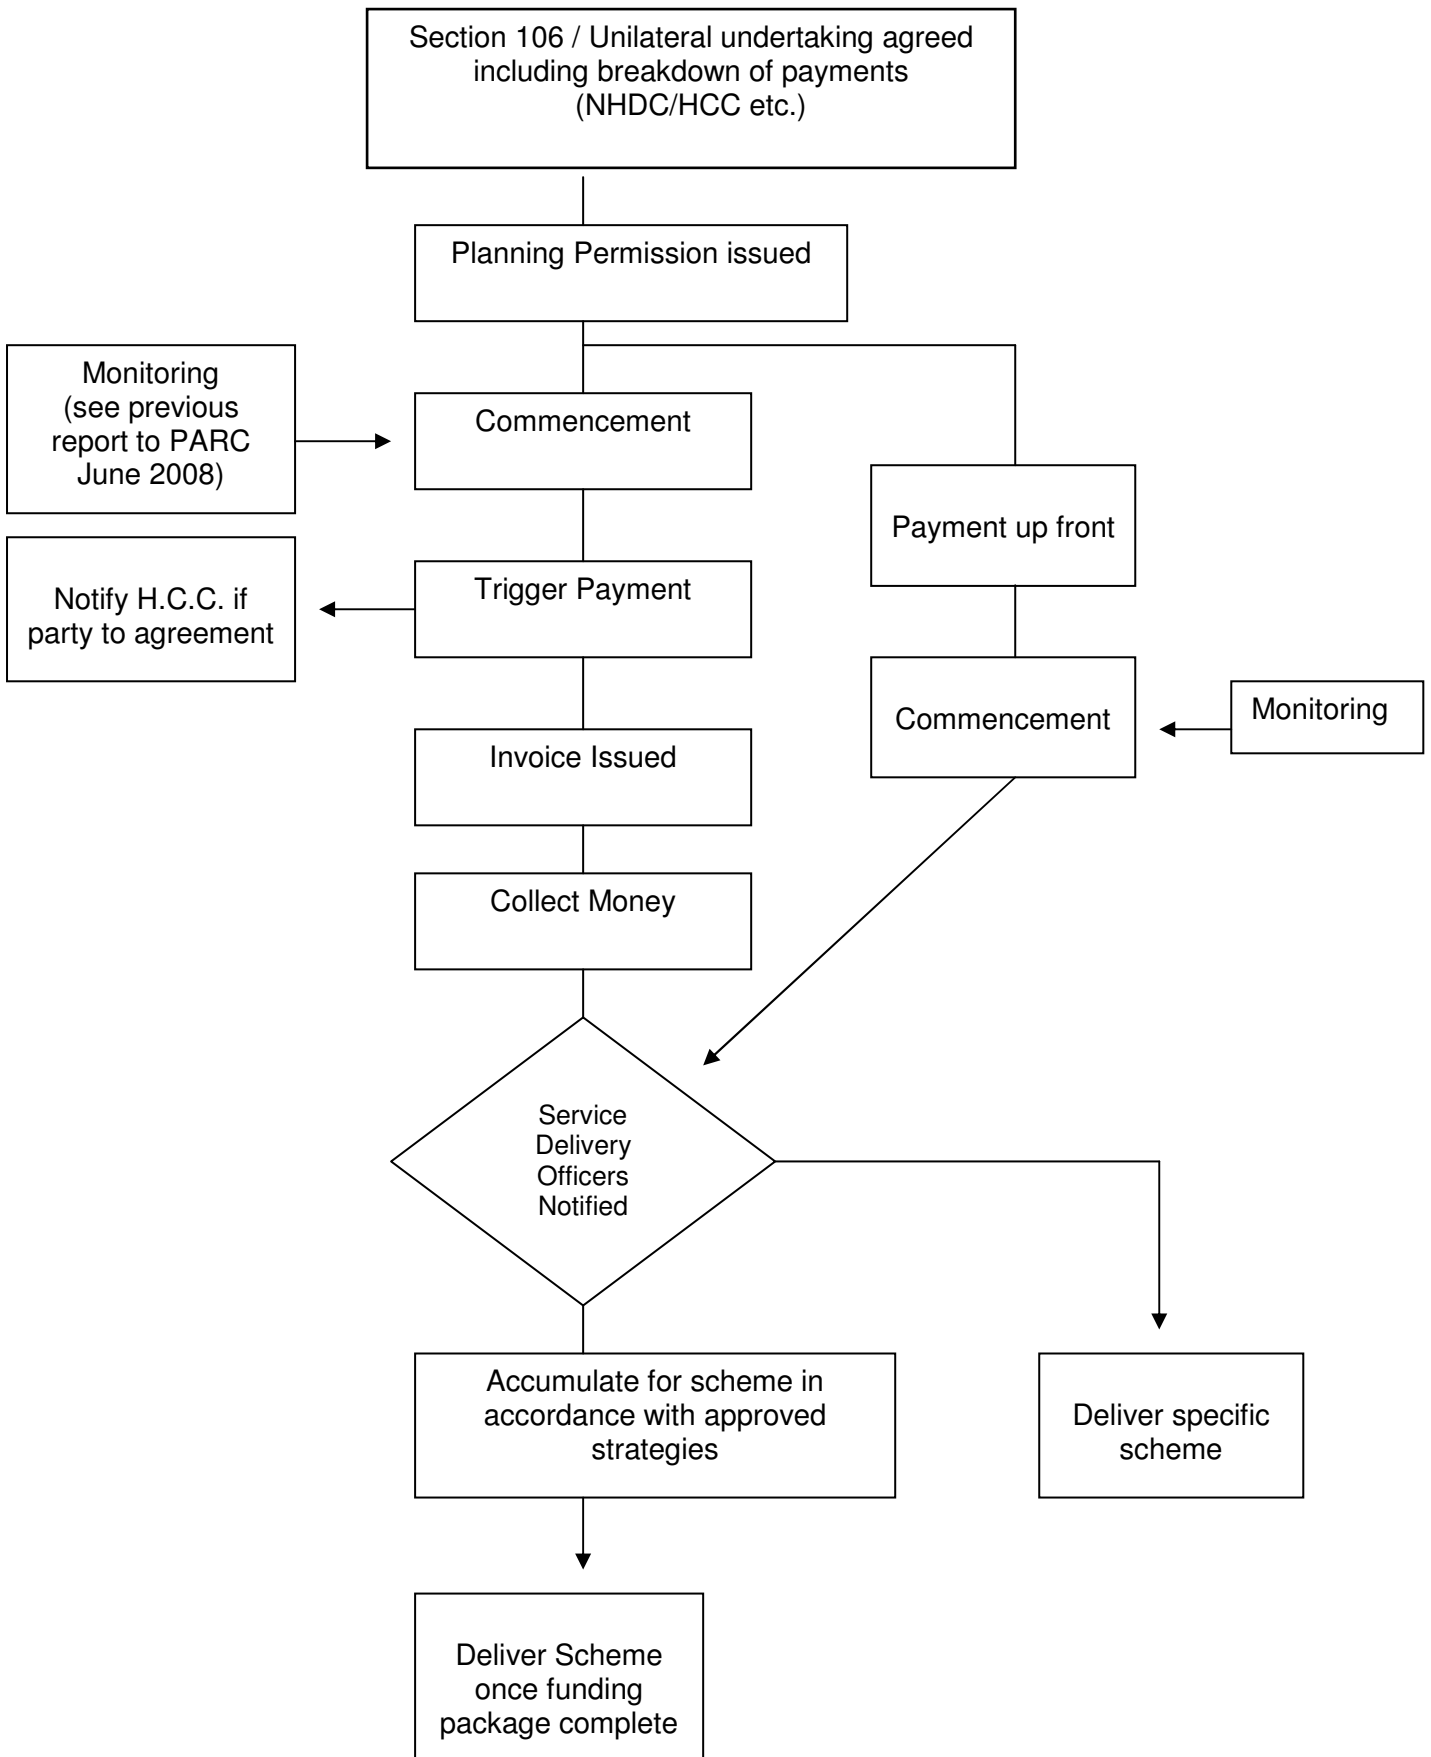 Section 106 / Unilateral undertaking agreed
including breakdown of payments
(NHDC/HCC etc.)
Planning Permission issued
Monitoring
(see previous
report to PARC
June 2008)
Commencement
Payment up front
Notify H.C.C. if
party to agreement
Trigger Payment
Commencement
Monitoring
Invoice Issued
Collect Money
Service
Delivery
Officers
Notified
Accumulate for scheme in
accordance with approved
strategies
Deliver specific
scheme
Deliver Scheme
once funding
package complete